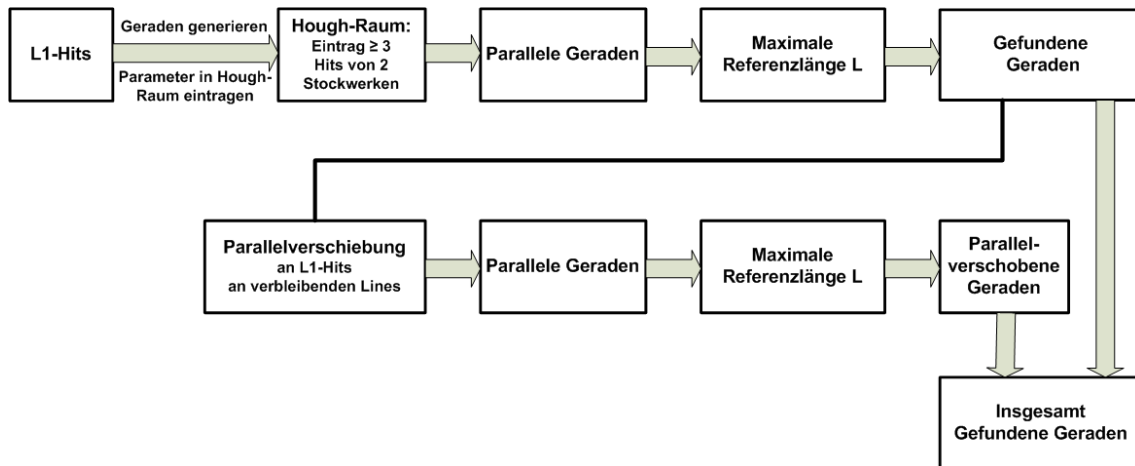 L1-Hits
Geraden generieren
Parameter in Hough-
Raum eintragen
Hough-Raum:
Eintrag ≥ 3
Hits von 2
Stockwerken
Parallele Geraden
Maximale
Referenzlänge L
Gefundene
Geraden
Parallelverschiebung
an L1-Hits
an verbleibenden Lines
Parallele Geraden
Maximale
Referenzlänge L
Parallel-
verschobene
Geraden
Insgesamt
Gefundene Geraden